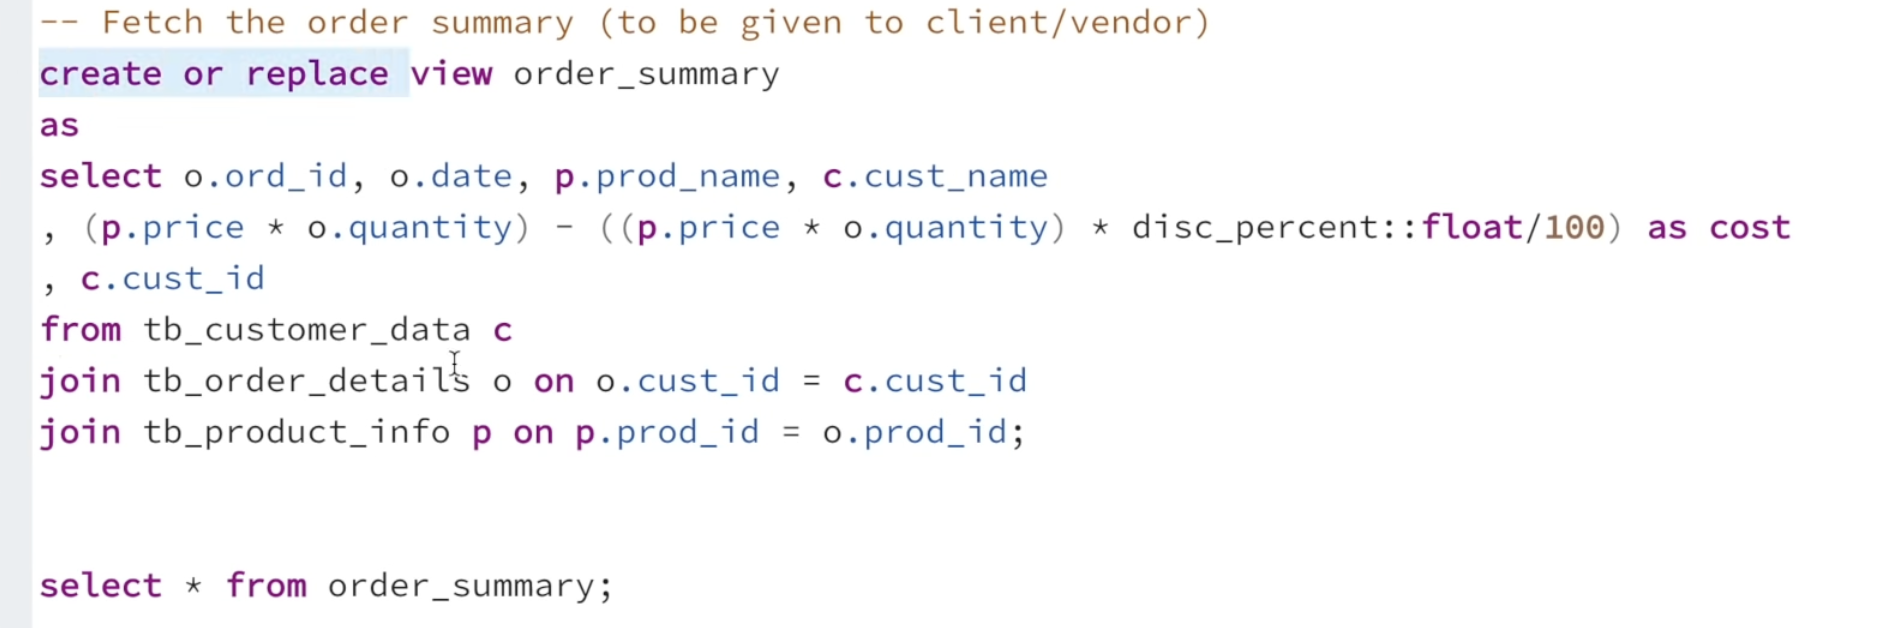 -- Fetch the order summary (to be given to client/vendor)
create or replace view order_summary
as
select o.ord_id, o.date, p.prod_name, c.cust_name
, (p.price * o.quantity) - ((p.price * o.quantity) * disc_percent::float/100) as cost
, c.cust_id
from tb_customer_data c
join tb_order_details o on o.cust_id = c.cust_id
join tb_product_info p on p.prod_id = o.prod_id;
select * from order_summary;